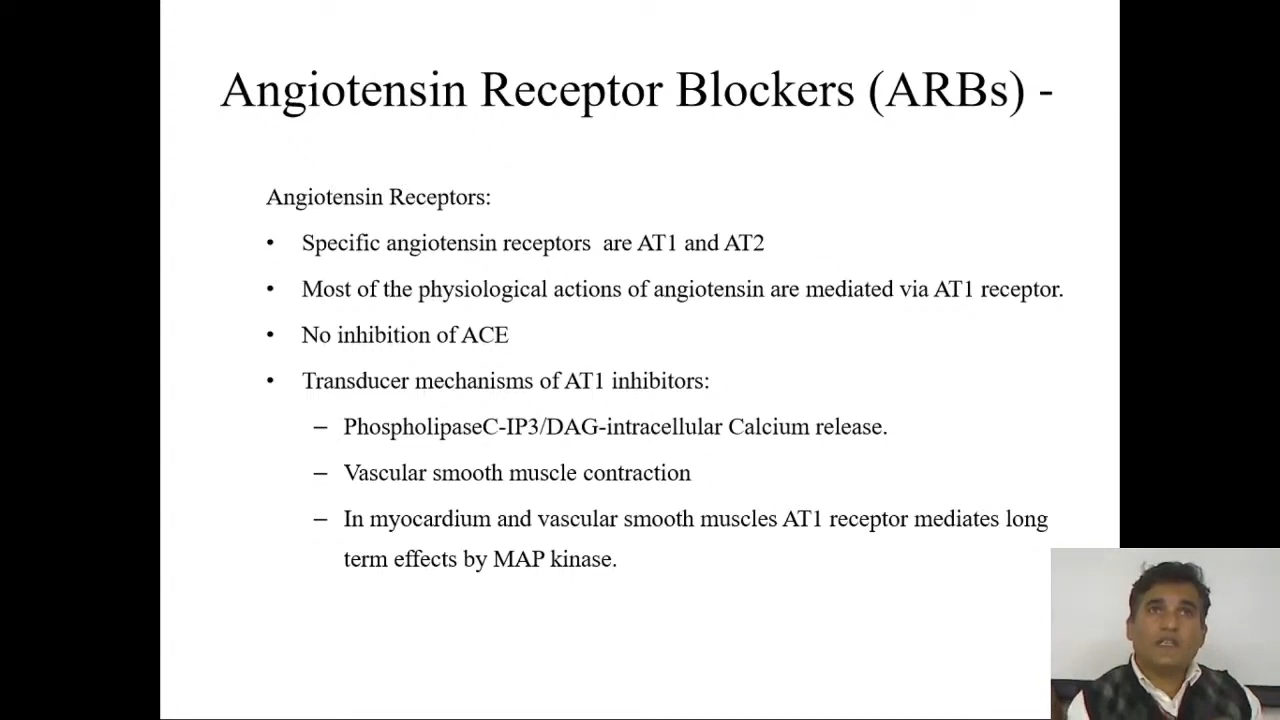 Angiotensin Receptor Blockers (ARBs) -
Angiotensin Receptors:
• Specific angiotensin receptors are AT1 and AT2
• Most of the physiological actions of angiotensin are mediated via AT1 receptor.
• No inhibition of ACE
• Transducer mechanisms of AT1 inhibitors:
– PhospholipaseC-IP3/DAG-intracellular Calcium release.
– Vascular smooth muscle contraction
– In myocardium and vascular smooth muscles AT1 receptor mediates long
term effects by MAP kinase.